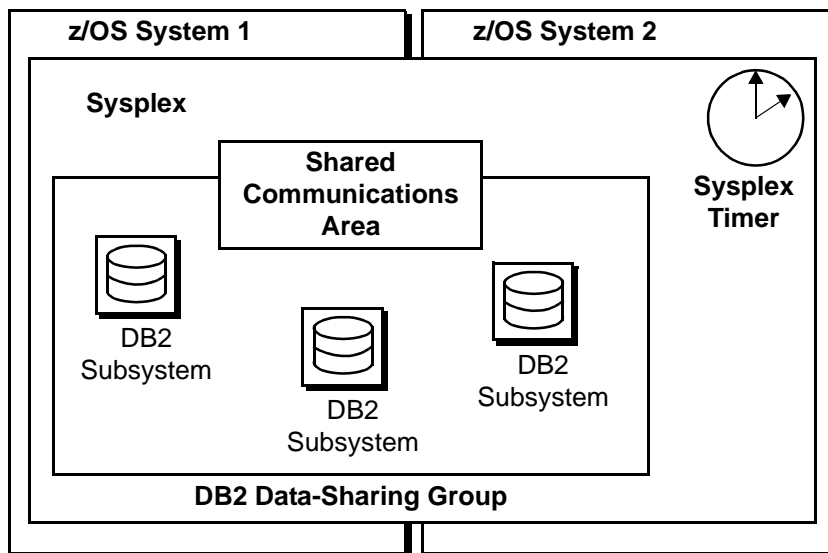 z/OS System 1
z/OS System 2
Sysplex
Shared
Communications
Area
Sysplex
Timer
DB2
Subsystem
DB2
Subsystem
DB2
Subsystem
DB2 Data-Sharing Group